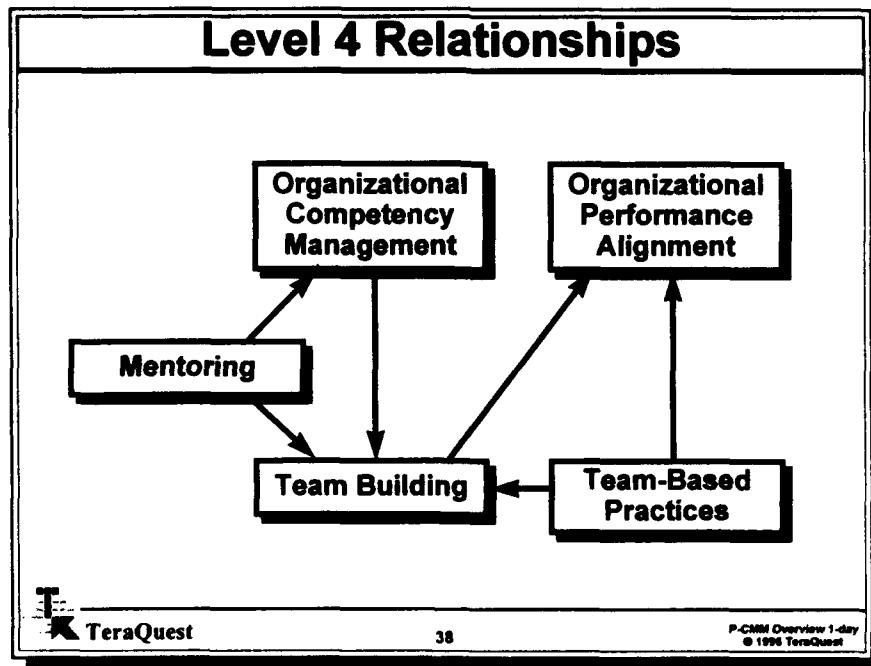 Level 4 Relationships
Organizational
Competency
Management
Organizational
Performance
Alignment
Mentoring
Team Building
Team-Based
Practices
TeraQuest
38
P-CMM Overview 1-day
© 1996 TeraQuest